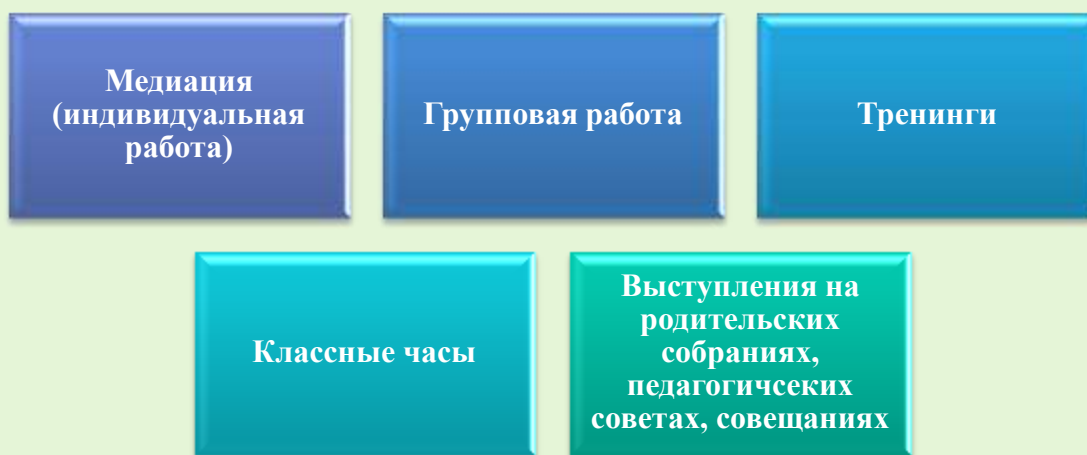 Медиация
(индивидуальная
работа)
Групповая работа
Тренинги
Классные часы
Выступления на
родительских
собраниях,
педагогичсеких
советах, совещаниях